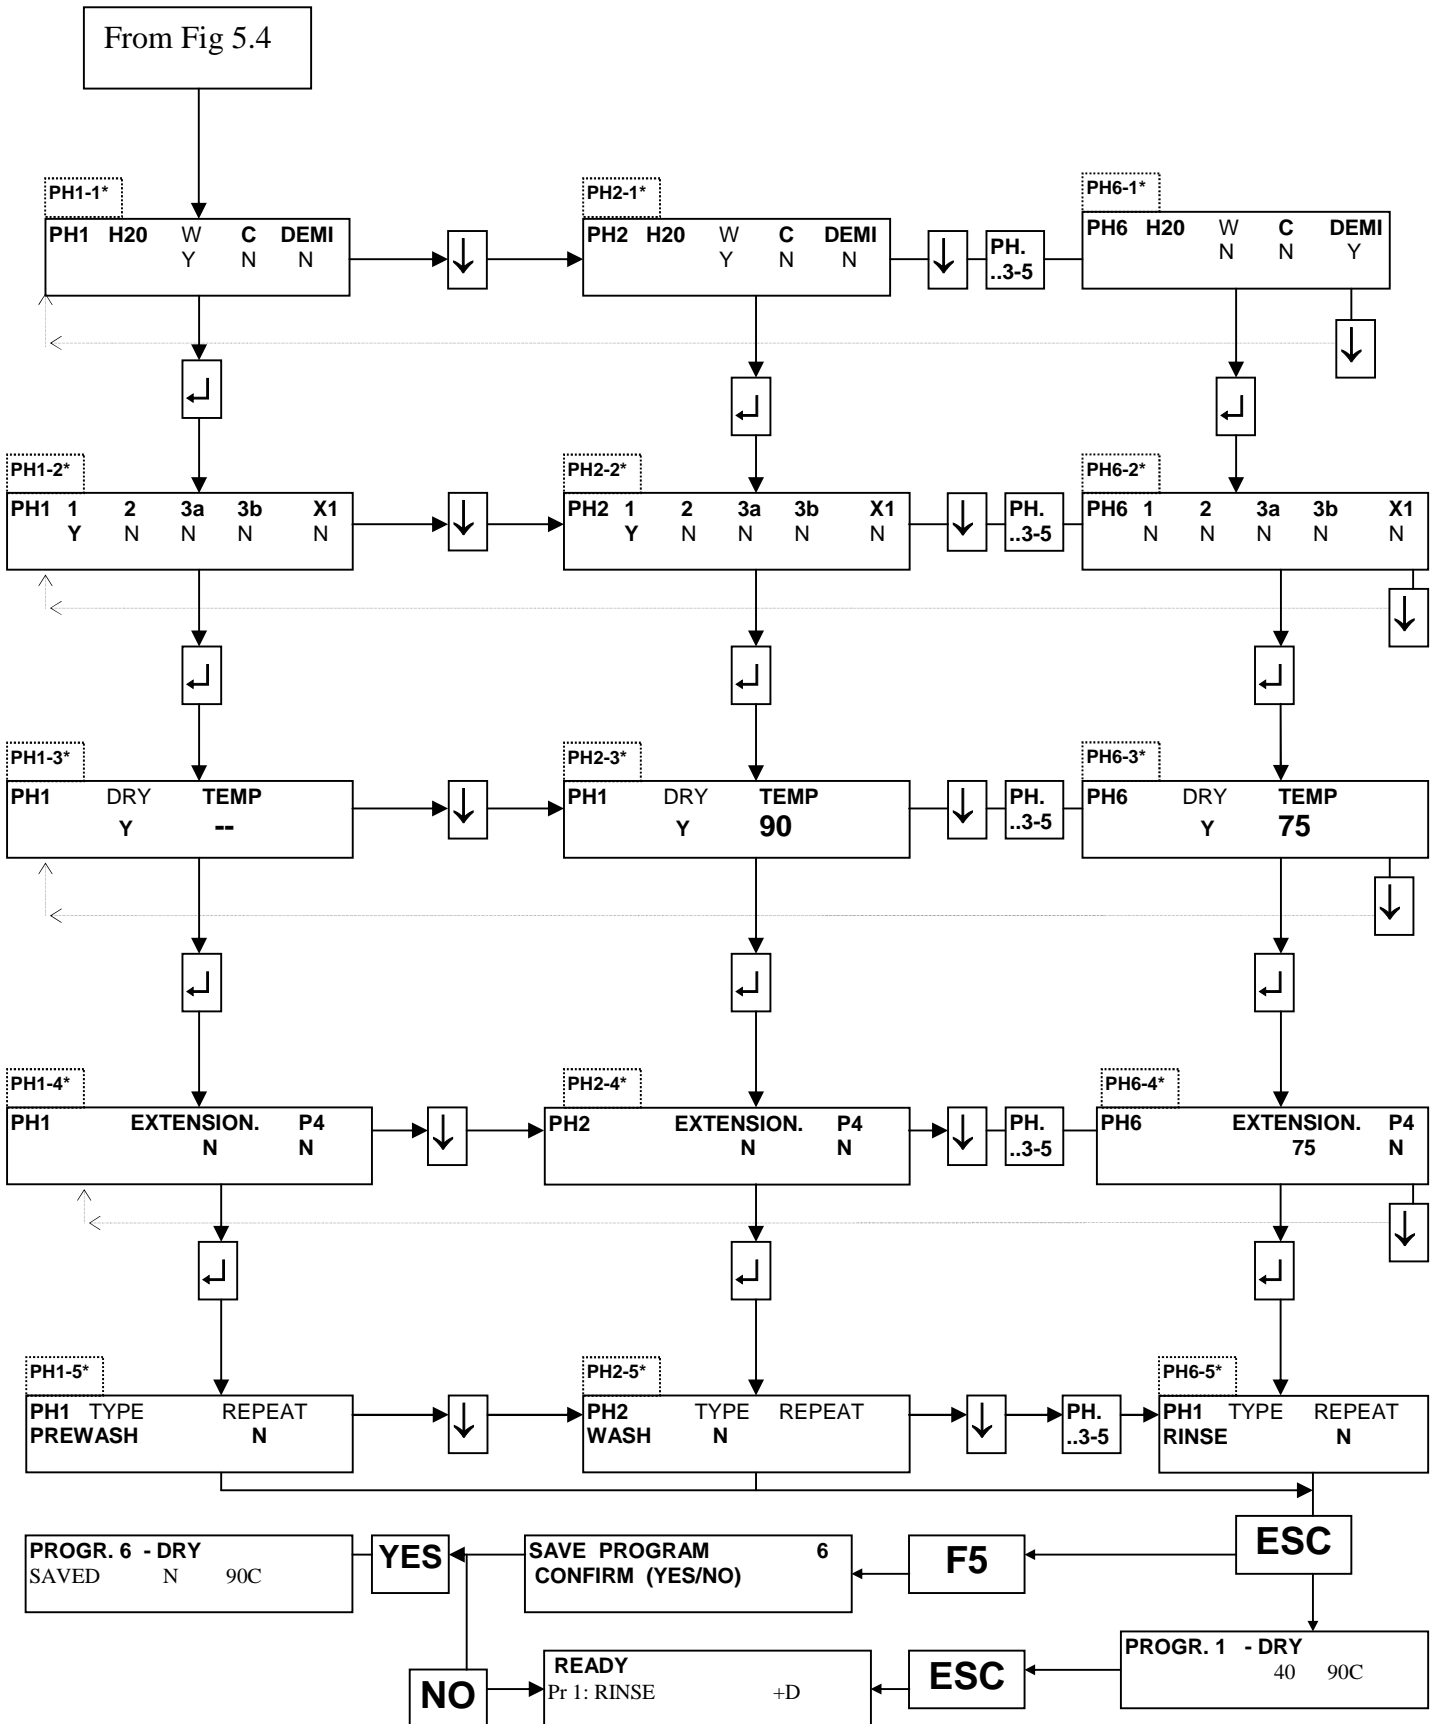 From Fig 5.4
PH1-1*
PH2-1*
PH6-1*
PH1 H20 W C DEMI
Y N N
PH2 H20 W C DEMI
Y N N
PH.
..3-5
PH6 H20 W C DEMI
N N Y
PH1-2*
PH2-2*
PH6-2*
PH1 1 2 3a 3b X1
Y N N N N
PH2 1 2 3a 3b X1
Y N N N N
PH.
..3-5
PH6 1 2 3a 3b X1
N N N N N
PH1-3*
PH2-3*
PH6-3*
PH1 DRY TEMP
Y --
PH1 DRY TEMP
Y 90
PH.
..3-5
PH6 DRY TEMP
Y 75
PH1-4*
PH2-4*
PH6-4*
PH1 EXTENSION. P4
N N
PH2 EXTENSION. P4
N N
PH.
..3-5
PH6 EXTENSION. P4
75 N
PH1-5*
PH2-5*
PH6-5*
PH1 TYPE REPEAT
PREWASH N
PH2 TYPE REPEAT
WASH N
PH.
..3-5
PH1 TYPE REPEAT
RINSE N
PROGR. 6 - DRY
SAVED N 90C
YES
SAVE PROGRAM 6
CONFIRM (YES/NO)
F5
ESC
NO
READY
Pr 1: RINSE +D
ESC
PROGR. 1 - DRY
40 90C